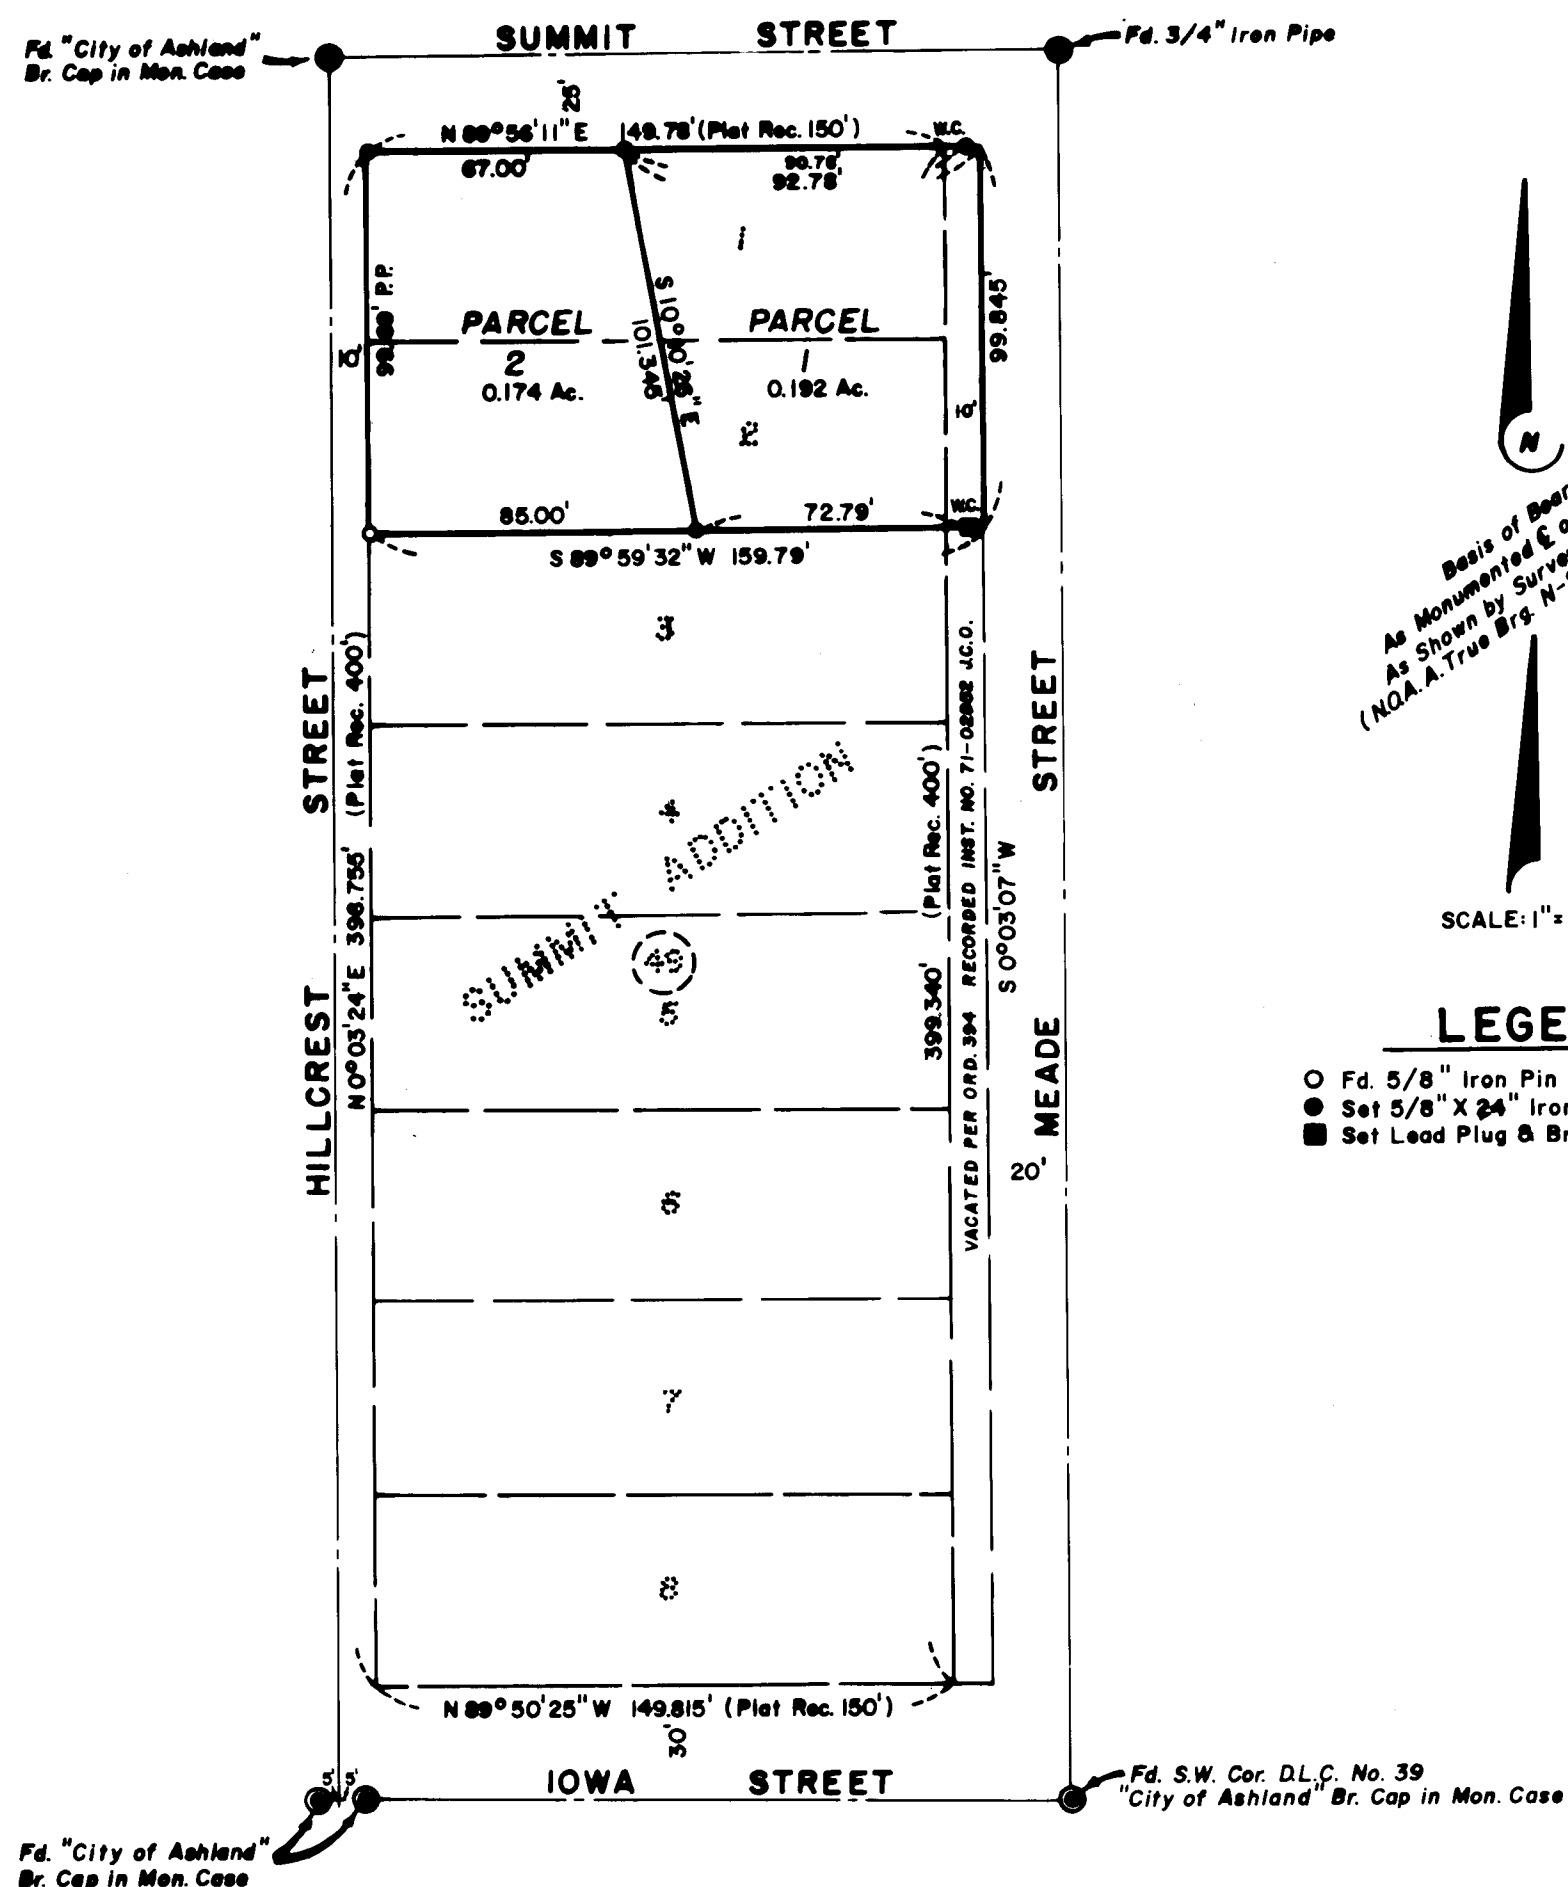 SUMMIT STREET
Fd. "City of Ashland"
Br. Cap in Mon. Case
Fd. 3/4" Iron Pipe
25'
N 89° 56' 11" E 149.78' (Plat Rec. 150')
W.C.
67.00'
90.78'
92.78'
1
99.845'
S 10° E
101.345'
10'
P.P.
PARCEL
2
0.174 Ac.
PARCEL
1
0.192 Ac.
10'
2
W.C.
85.00'
72.79'
S 89° 59' 32" W 159.79'
N
Basis of
As Monumented ₵
As Shown by
(N.O.A.A. True Brg.
SCALE: 1"=
3
4
SUMMIT ADDITION
49
5
6
7
8
HILLCREST STREET
N 0° 03' 24" E 398.755' (Plat Rec. 400')
399.340' (Plat Rec. 400')
VACATED PER ORD. 394 RECORDED INST. NO. J.C.O.
S 0° 03' 07" W
MEADE STREET
20'
Fd. 5/8" Iron Pin
Set 5/8" X 24"
Set Lead Plug &
N 89° 50' 25" W 149.815' (Plat Rec. 150')
30'
IOWA STREET
5' 5'
Fd. S.W. Cor. D.L.C. No. 39
"City of Ashland" Br. Cap in Mon. Case
Fd. "City of Ashland"
Br. Cap in Mon. Case